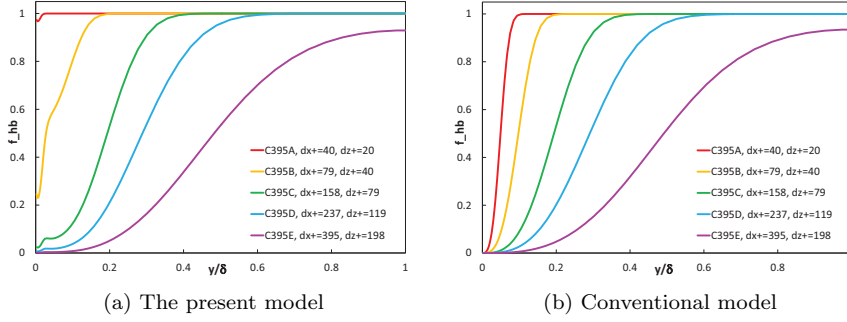 1
0.8
0.6
0.4
0.2
0
f_hb
0 0.2 0.4 0.6 0.8 1
y/δ
C395A, dx+=40, dz+=20
C395B, dx+=79, dz+=40
C395C, dx+=158, dz+=79
C395D, dx+=237, dz+=119
C395E, dx+=395, dz+=198
(a) The present model
1
0.8
0.6
0.4
0.2
0
f_hb
0 0.2 0.4 0.6 0.8
y/δ
C395A, dx+=40, dz+=20
C395B, dx+=79, dz+=40
C395C, dx+=158, dz+=79
C395D, dx+=237, dz+=119
C395E, dx+=395, dz+=198
(b) Conventional model